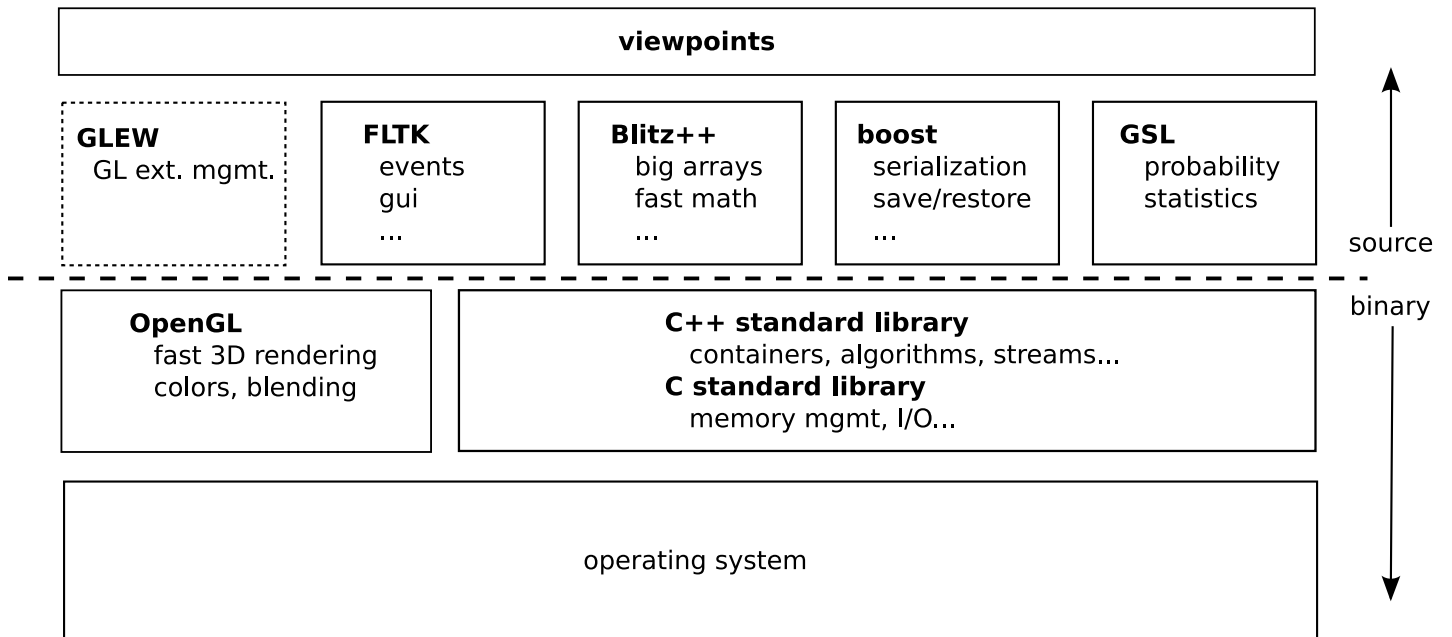 viewpoints
GLEW
GL ext. mgmt.
FLTK
events
gui
...
Blitz++
big arrays
fast math
...
boost
serialization
save/restore
...
GSL
probability
statistics
source
binary
OpenGL
fast 3D rendering
colors, blending
C++ standard library
containers, algorithms, streams...
C standard library
memory mgmt, I/O...
operating system